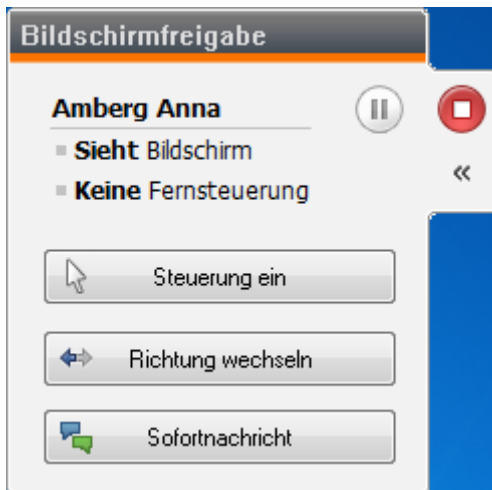 Bildschirmfreigabe
Amberg Anna
Sieht Bildschirm
Keine Fernsteuerung
Steuerung ein
Richtung wechseln
Sofortnachricht